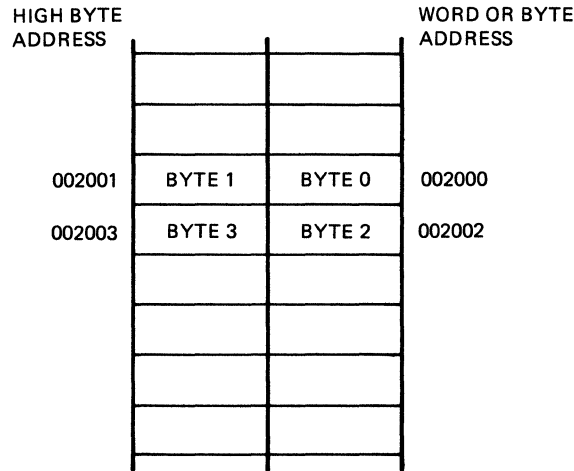 HIGH BYTE
ADDRESS
WORD OR BYTE
ADDRESS
002001 BYTE 1 BYTE 0 002000
002003 BYTE 3 BYTE 2 002002